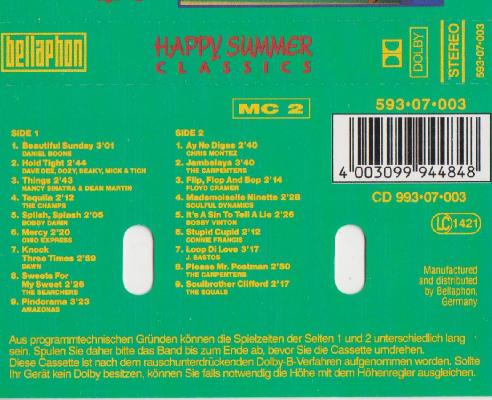 bellaphon
HAPPY SUMMER
CLASSICS
DOLBY
STEREO
593·07·003
MC 2
593·07·003
SIDE 1
1. Beautiful Sunday 3'01
DANIEL BOONE
2. Hold Tight 2'44
DAVE DEE, DOZY, BEAKY, MICK & TICH
3. Things 2'43
NANCY SINATRA & DEAN MARTIN
4. Tequila 2'12
THE CHAMPS
5. Splish, Splash 2'05
BOBBY DARIN
6. Mercy 2'20
OHIO EXPRESS
7. Knock
Three Times 2'59
DAWN
8. Sweets For
My Sweet 2'26
THE SEARCHERS
9. Pindorama 3'23
AMAZONAS
SIDE 2
1. Ay No Digas 2'40
CHRIS MONTEZ
2. Jambalaya 3'40
THE CARPENTERS
3. Flip, Flop And Bop 2'14
FLOYD CRAMER
4. Mademoiselle Ninette 2'28
SOULFUL DYNAMICS
5. It's A Sin To Tell A Lie 2'26
BOBBY VINTON
6. Stupid Cupid 2'12
CONNIE FRANCIS
7. Loop Di Love 3'17
J. BASTOS
8. Please Mr. Postman 2'50
THE CARPENTERS
9. Soulbrother Clifford 2'17
THE EQUALS
4 003099 944848
CD 993·07·003
LC 1421
Manufactured
and distributed
by Bellaphon,
Germany
Aus programmtechnischen Gründen können die Spielzeiten der Seiten 1 und 2 unterschiedlich lang
sein. Spulen Sie daher bitte das Band bis zum Ende ab, bevor Sie die Cassette umdrehen.
Diese Cassette ist nach dem rauschunterdrückenden Dolby-B-Verfahren aufgenommen worden. Sollte
Ihr Gerät kein Dolby besitzen, können Sie falls notwendig die Höhe mit dem Höhenregler ausgleichen.